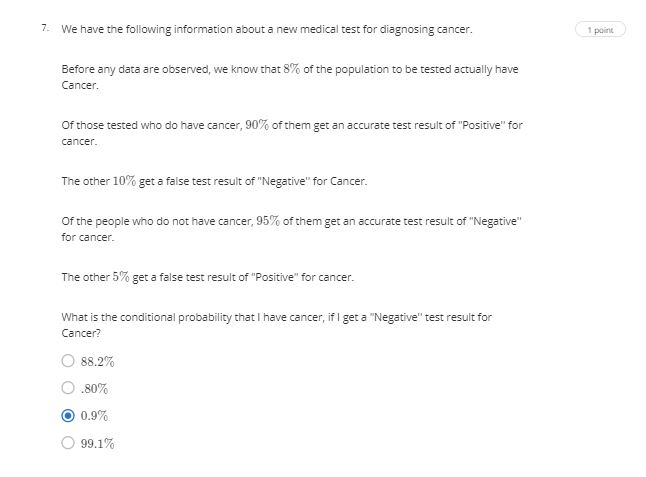 7. We have the following information about a new medical test for diagnosing cancer.
1 point
Before any data are observed, we know that 8% of the population to be tested actually have
Cancer.
Of those tested who do have cancer, 90% of them get an accurate test result of "Positive" for
cancer.
The other 10% get a false test result of "Negative" for Cancer.
Of the people who do not have cancer, 95% of them get an accurate test result of "Negative"
for cancer.
The other 5% get a false test result of "Positive" for cancer.
What is the conditional probability that I have cancer, if I get a "Negative" test result for
Cancer?
88.2%
.80%
0.9%
99.1%